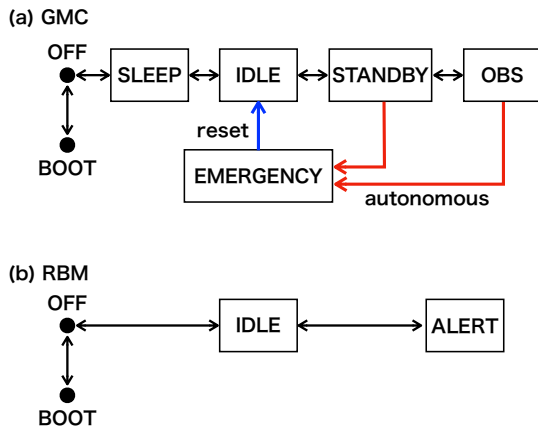 (a) GMC
OFF
SLEEP
IDLE
STANDBY
OBS
reset
BOOT
EMERGENCY
autonomous
(b) RBM
OFF
IDLE
ALERT
BOOT